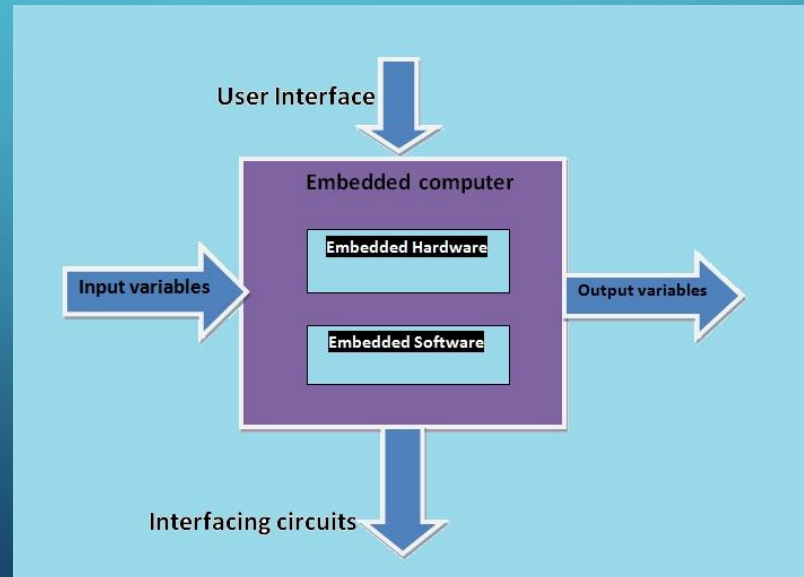 User Interface
Embedded computer
Embedded Hardware
Input variables
Output variables
Embedded Software
Interfacing circuits